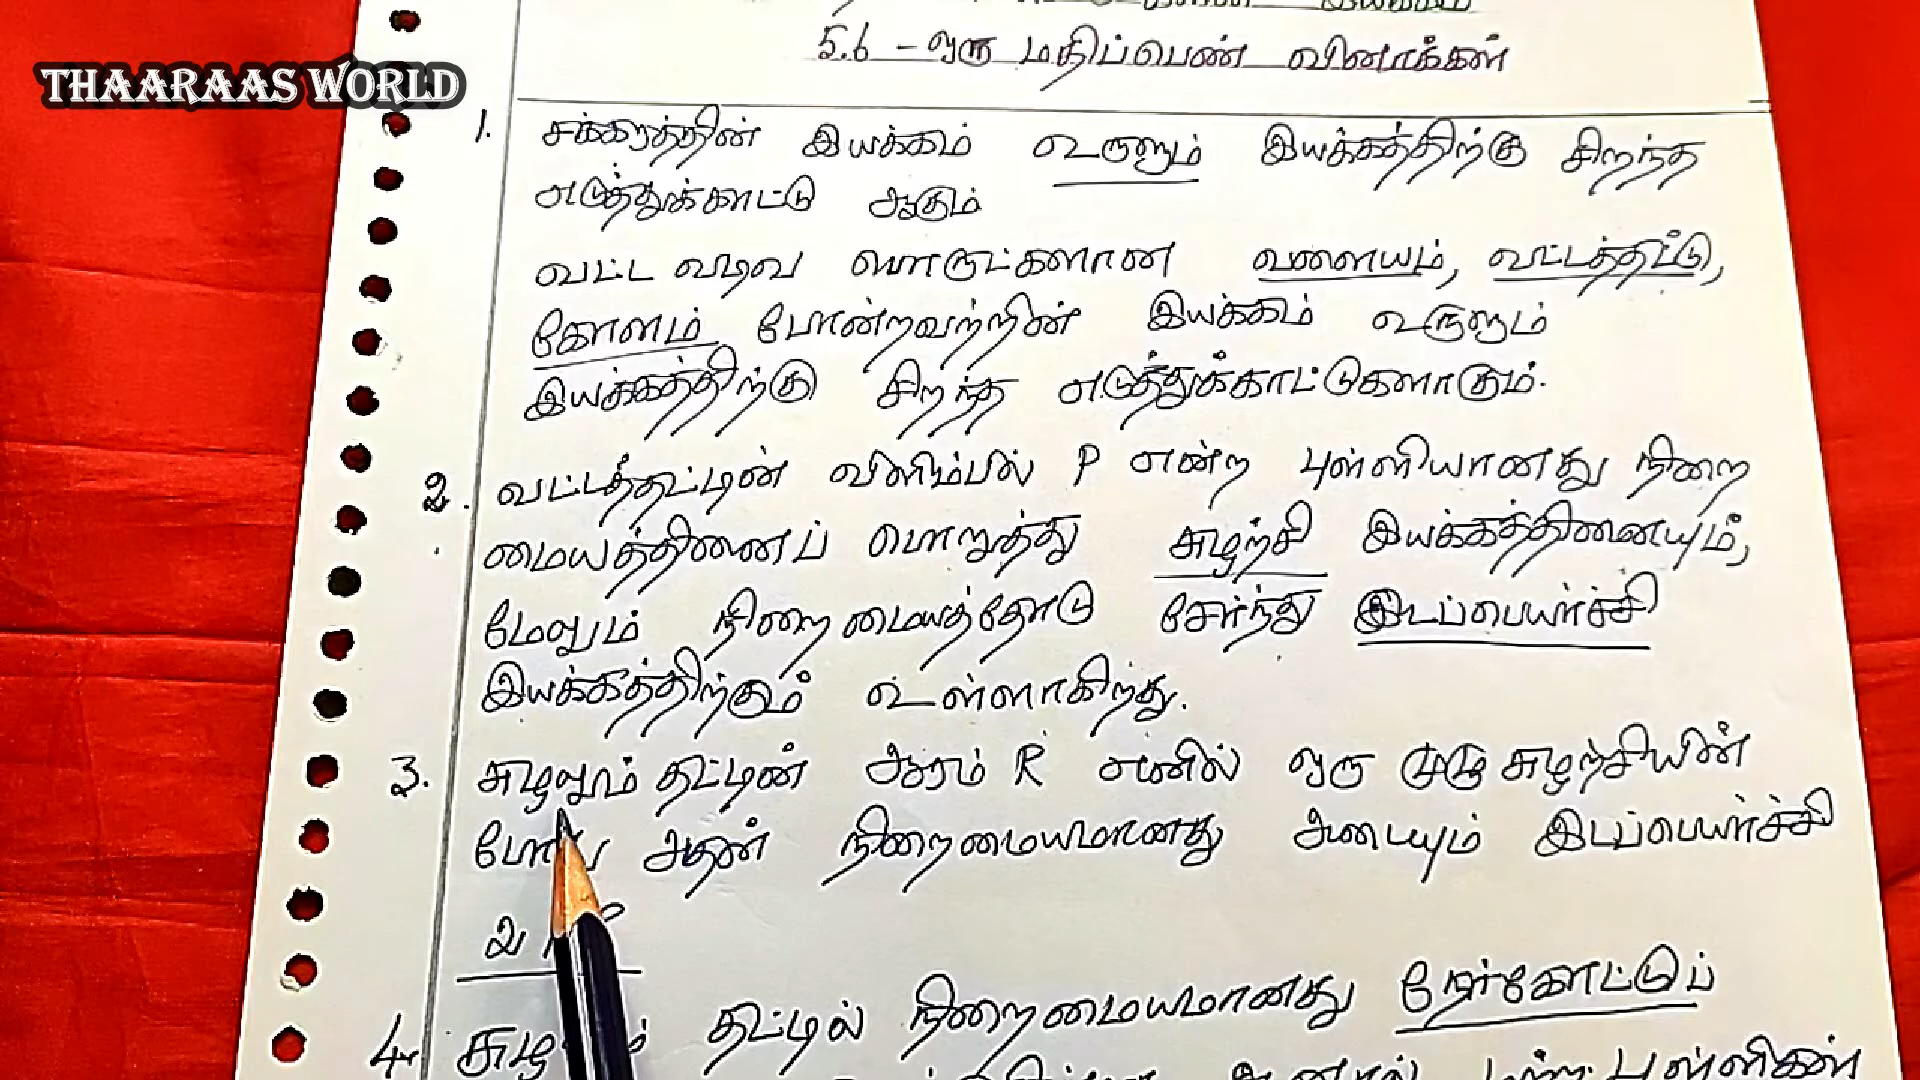 THAARAAS WORLD
5.6 - ஒரு மதிப்பெண் வினாக்கள்
1. சக்கரத்தின் இயக்கம் உருளும் இயக்கத்திற்கு சிறந்த
எடுத்துக்காட்டு ஆகும்
வட்ட வடிவ பொருட்களான வளையம், வட்டத்தட்டு,
கோளம் போன்றவற்றின் இயக்கம் உருளும்
இயக்கத்திற்கு சிறந்த எடுத்துக்காட்டுகளாகும்.
2. வட்டத்தட்டின் விளிம்பில் P என்ற புள்ளியானது நிறை
மையத்தினைப் பொறுத்து சுழற்சி இயக்கத்தினையும்,
மேலும் நிறை மையத்தோடு சேர்ந்து இடப்பெயர்ச்சி
இயக்கத்திற்கும் உள்ளாகிறது.
3. சுழலும் தட்டின் ஆரம் R எனில் ஒரு முழு சுழற்சியின்
அதன் நிறைமையமானது அடையும் இடப்பெயர்ச்சி
4. தட்டில் நிறைமையமானது நேர்கோட்டுப்
புள்ளிகள்